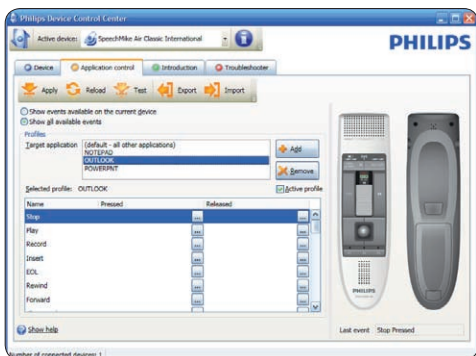 Philips Device Control Center
Active device: SpeechMike Air Classic International
PHILIPS
Device Application control Introduction Troubleshooter
Apply Reload Test Export Import
Show events available on the current device
Show all available events
Profiles
Target application (default - all other applications)
NOTEPAD
OUTLOOK
POWERPNT
Add
Remove
Selected profile: OUTLOOK
Active profile
Name Pressed Released
Stop ... ...
Play ... ...
Record ... ...
Insert ... ...
EOL ... ...
Rewind ... ...
Forward ... ...
PHILIPS
Show help
Last event Stop Pressed
Number of connected devices: 1